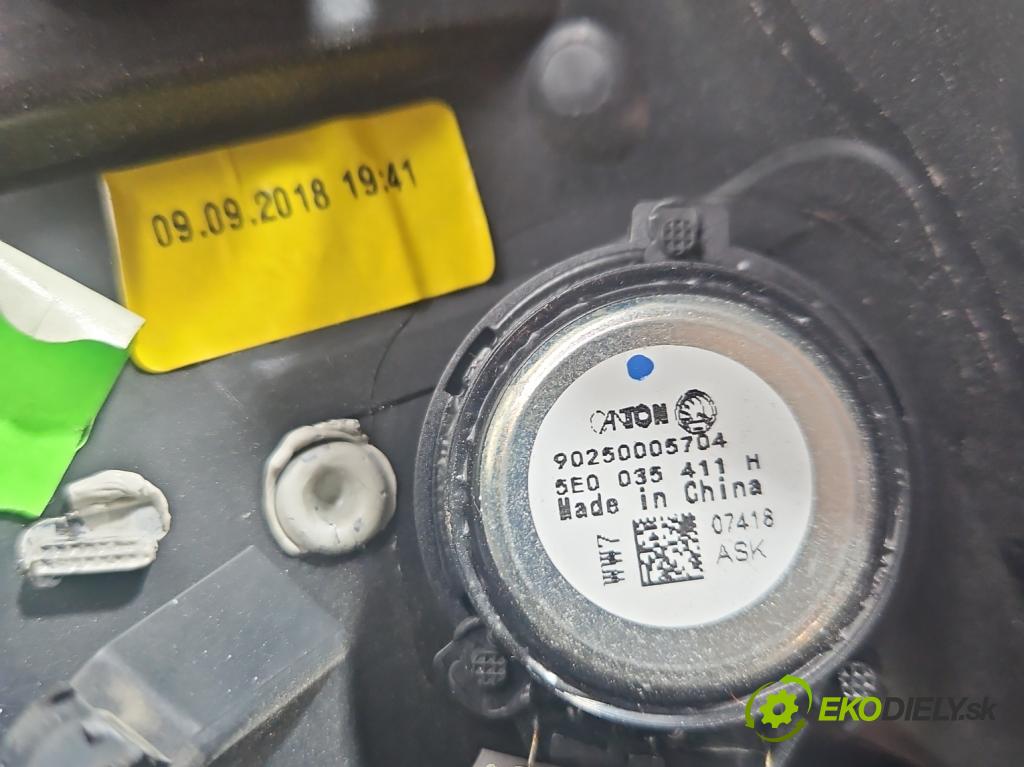 09.09.2018 19:41
CANTON
90250005704
5E0 035 411 H
Made in China
WW7
07418
ASK
EKODIELY.sk